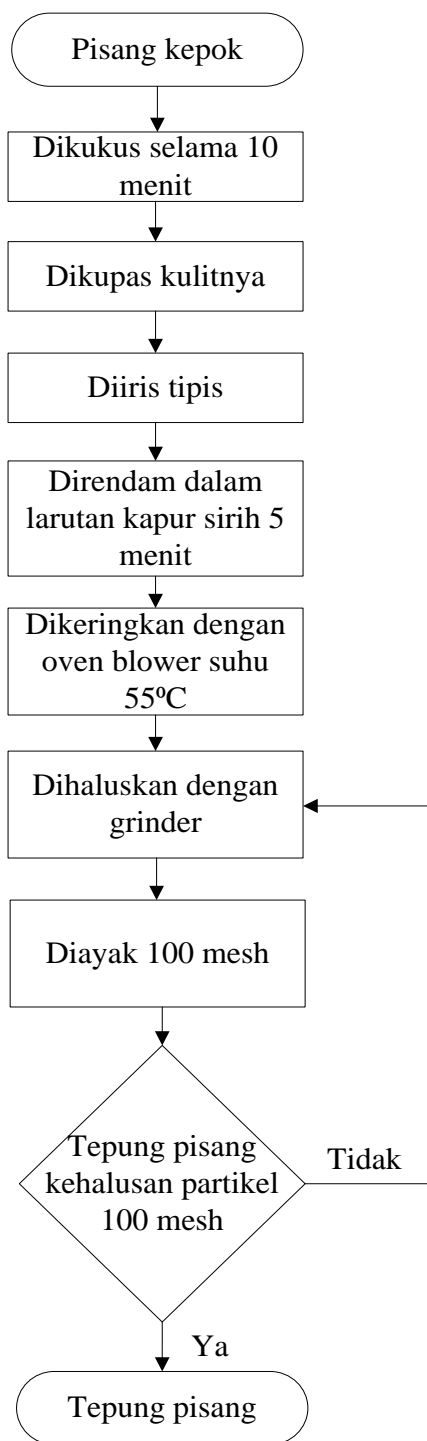 Pisang kepok
Dikukus selama 10
menit
Dikupas kulitnya
Diiris tipis
Direndam dalam
larutan kapur sirih 5
menit
Dikeringkan dengan
oven blower suhu
55ºC
Dihaluskan dengan
grinder
Diayak 100 mesh
Tepung pisang
kehalusan partikel
100 mesh
Tidak
Ya
Tepung pisang